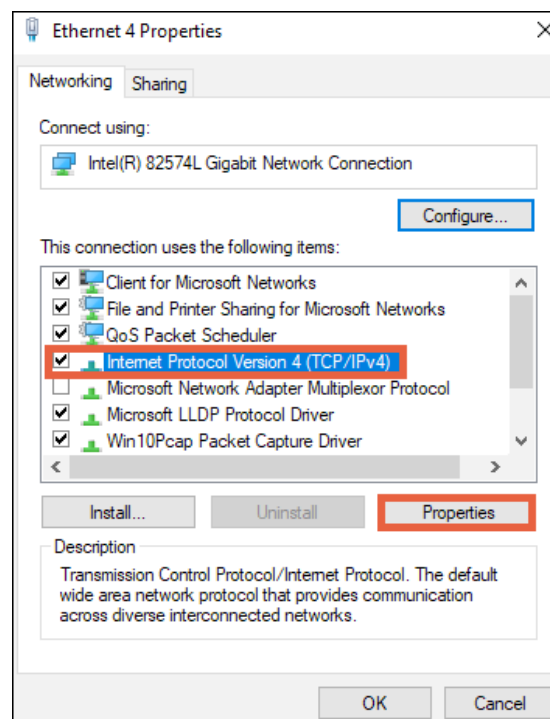 Ethernet 4 Properties
Networking
Sharing
Connect using:
Intel(R) 82574L Gigabit Network Connection
Configure...
This connection uses the following items:
Client for Microsoft Networks
File and Printer Sharing for Microsoft Networks
QoS Packet Scheduler
Internet Protocol Version 4 (TCP/IPv4)
Microsoft Network Adapter Multiplexor Protocol
Microsoft LLDP Protocol Driver
Win10Pcap Packet Capture Driver
Install...
Uninstall
Properties
Description
Transmission Control Protocol/Internet Protocol. The default
wide area network protocol that provides communication
across diverse interconnected networks.
OK
Cancel